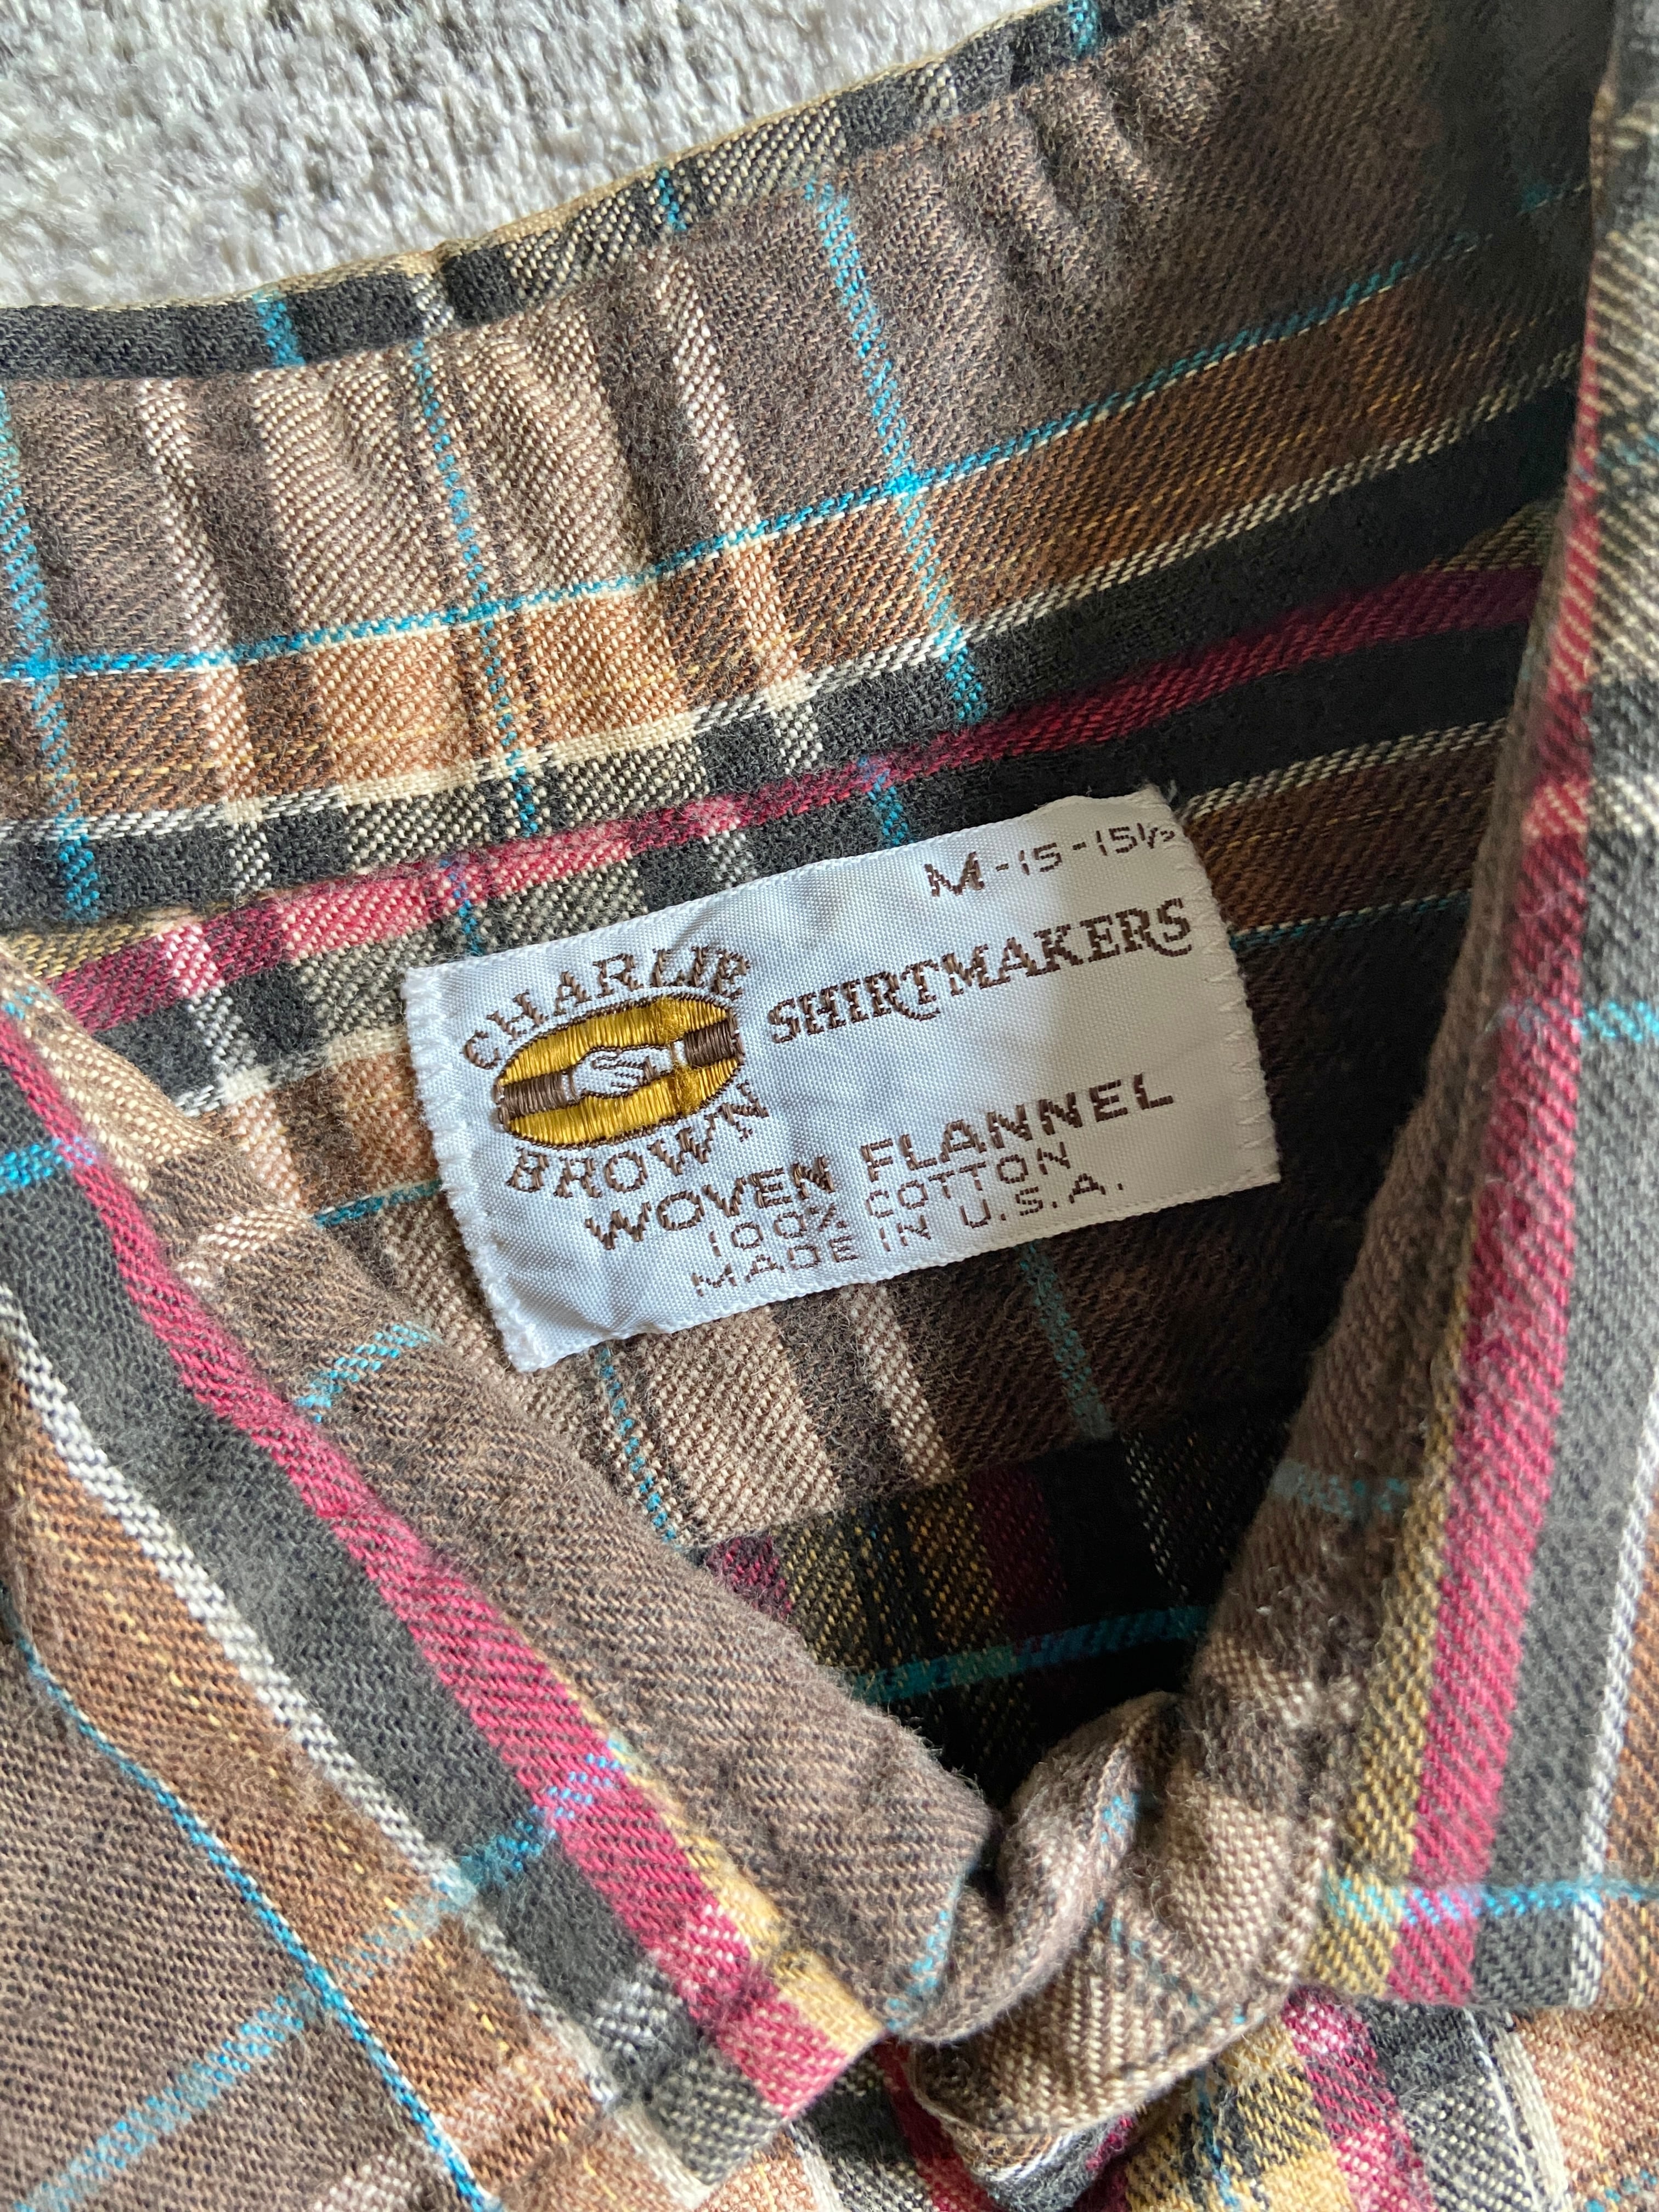 M-15-15½
CHARLIE
BROWN
SHIRTMAKERS
WOVEN FLANNEL
100% COTTON
MADE IN U.S.A.